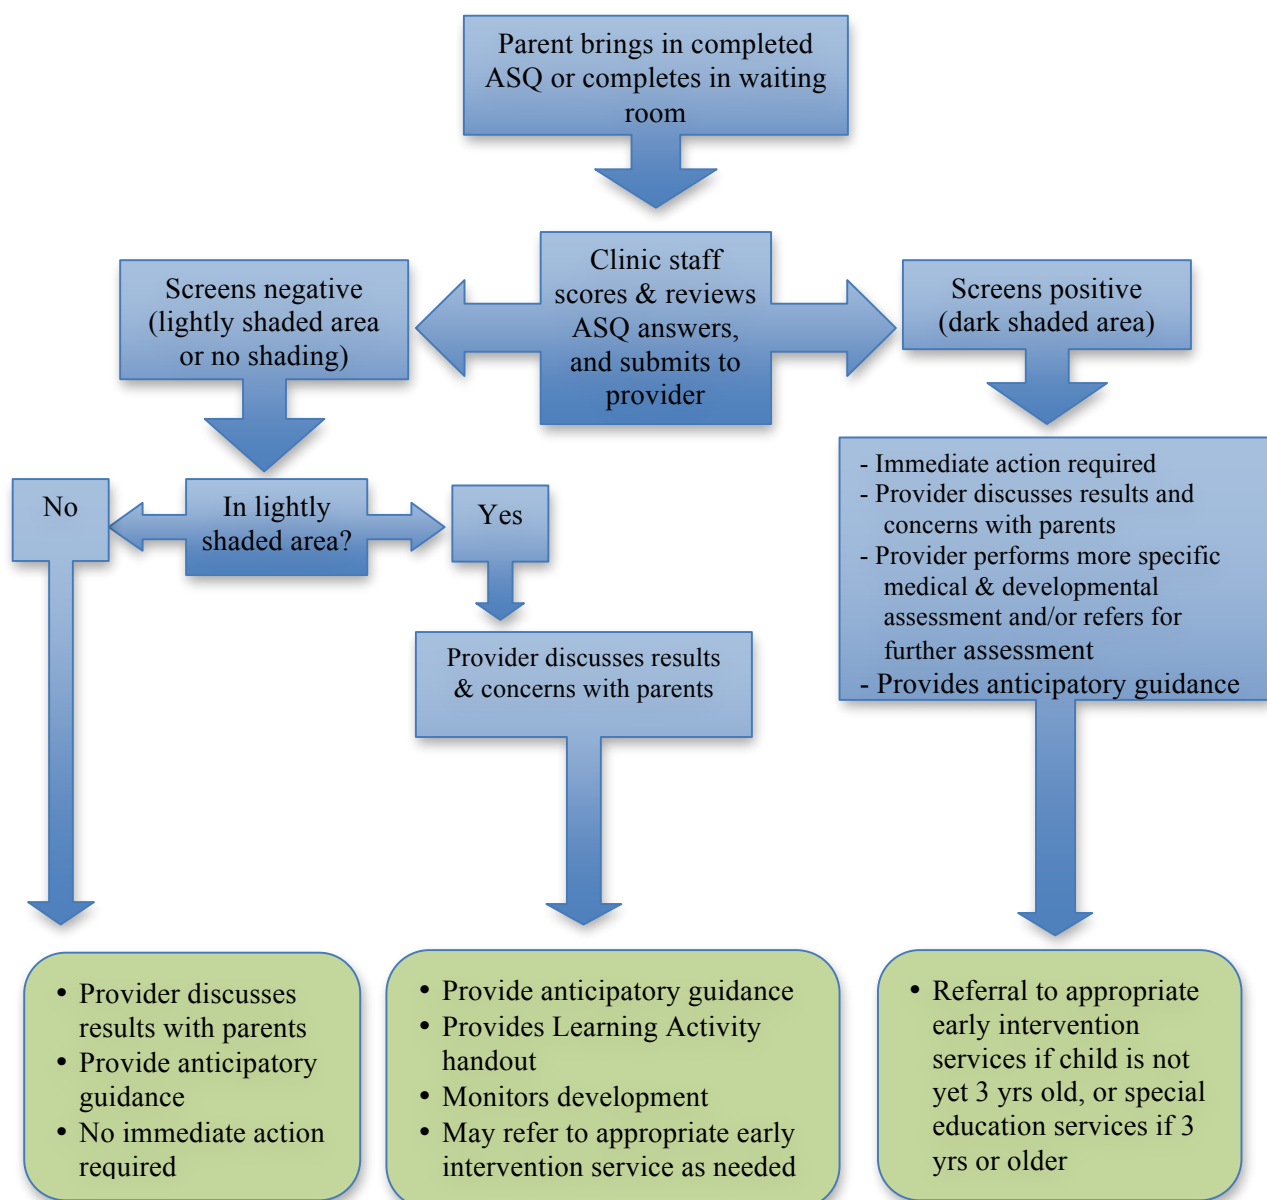 Parent brings in completed
ASQ or completes in waiting
room
Clinic staff
scores & reviews
ASQ answers,
and submits to
provider
Screens negative
(lightly shaded area
or no shading)
Screens positive
(dark shaded area)
No
In lightly
shaded area?
Yes
- Immediate action required
- Provider discusses results and
concerns with parents
- Provider performs more specific
medical & developmental
assessment and/or refers for
further assessment
- Provides anticipatory guidance
Provider discusses results
& concerns with parents
• Provider discusses
results with parents
• Provide anticipatory
guidance
• No immediate action
required
• Provide anticipatory guidance
• Provides Learning Activity
handout
• Monitors development
• May refer to appropriate early
intervention service as needed
• Referral to appropriate
early intervention
services if child is not
yet 3 yrs old, or special
education services if 3
yrs or older